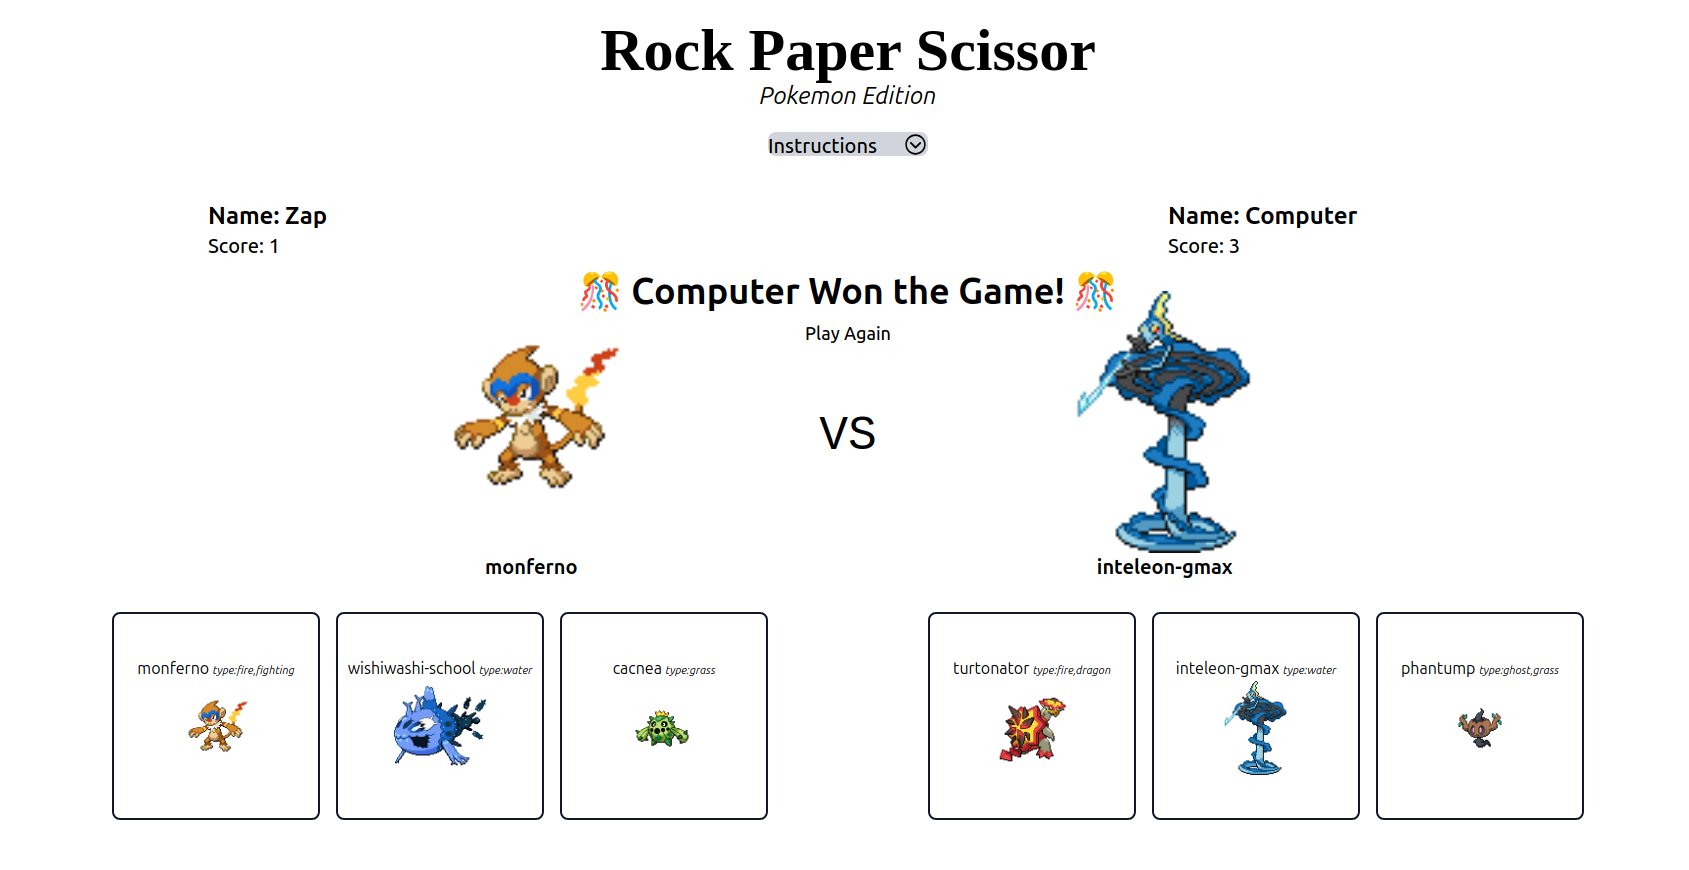 Rock Paper Scissor
Pokemon Edition
Instructions
Name: Zap
Score: 1
Name: Computer
Score: 3
🎊 Computer Won the Game! 🎊
Play Again
VS
monferno
inteleon-gmax
monferno type:fire,fighting
wishiwashi-school type:water
cacnea type:grass
turtonator type:fire,dragon
inteleon-gmax type:water
phantump type:ghost,grass